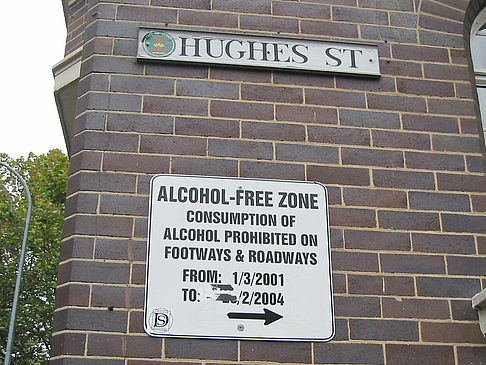 HUGHES ST
ALCOHOL-FREE ZONE
CONSUMPTION OF
ALCOHOL PROHIBITED ON
FOOTWAYS & ROADWAYS
FROM: 1/3/2001
TO: /2/2004